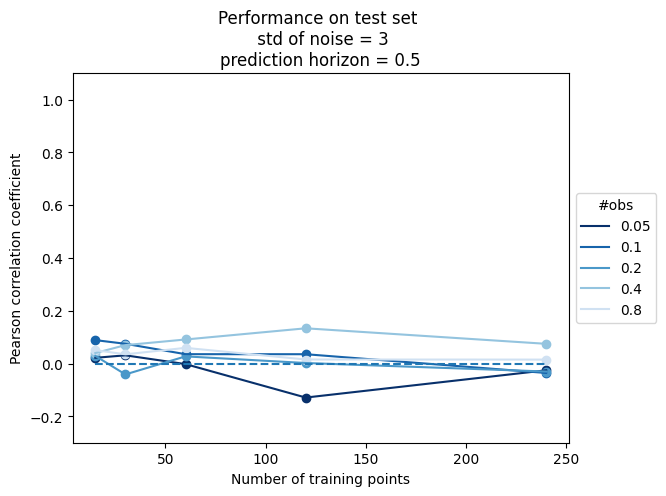 Performance on test set
std of noise = 3
prediction horizon = 0.5
Pearson correlation coefficient
1.0
0.8
0.6
0.4
0.2
0.0
−0.2
50
100
150
200
250
Number of training points
#obs
0.05
0.1
0.2
0.4
0.8